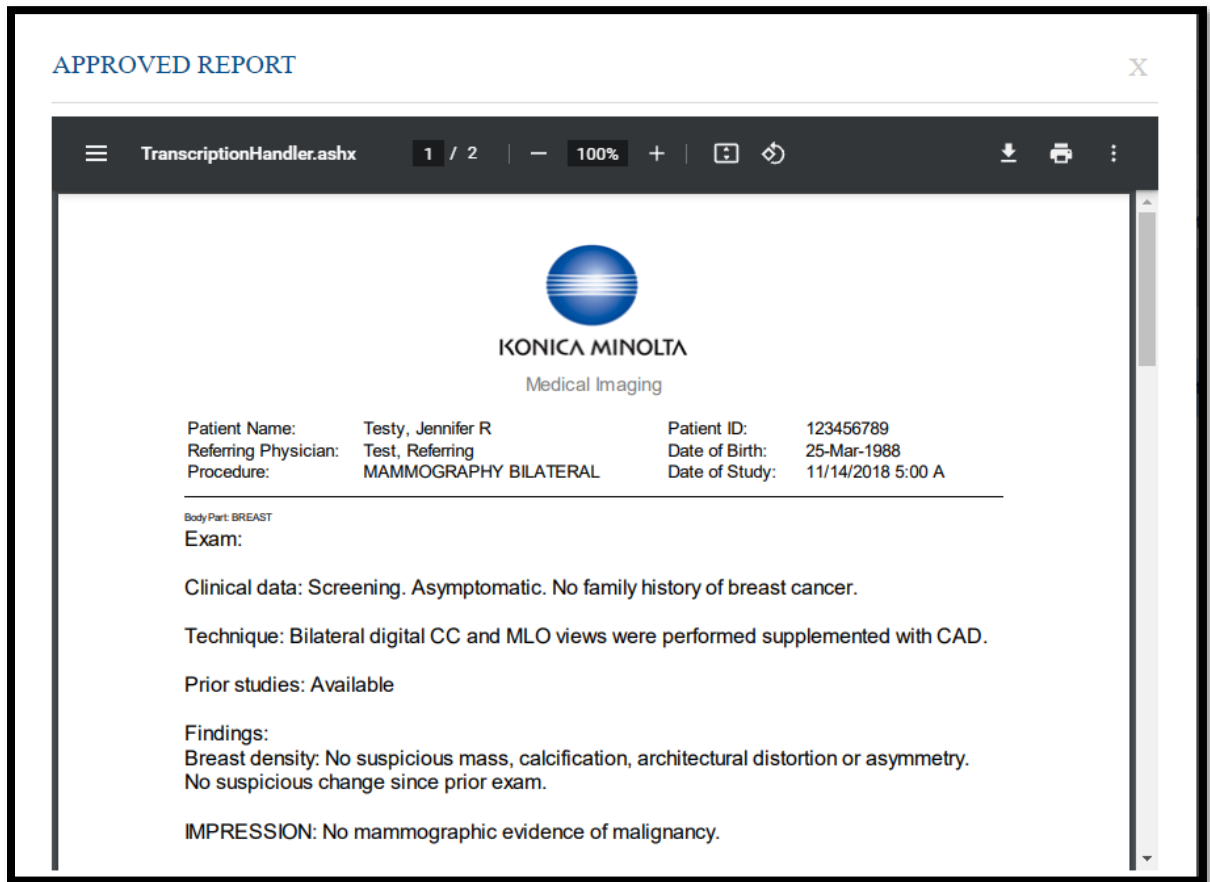 APPROVED REPORT X
TranscriptionHandler.ashx 1 / 2 100%
KONICA MINOLTA
Medical Imaging
Patient Name: Testy, Jennifer R Patient ID: 123456789
Referring Physician: Test, Referring Date of Birth: 25-Mar-1988
Procedure: MAMMOGRAPHY BILATERAL Date of Study: 11/14/2018 5:00 A
Body Part: BREAST
Exam:
Clinical data: Screening. Asymptomatic. No family history of breast cancer.
Technique: Bilateral digital CC and MLO views were performed supplemented with CAD.
Prior studies: Available
Findings:
Breast density: No suspicious mass, calcification, architectural distortion or asymmetry.
No suspicious change since prior exam.
IMPRESSION: No mammographic evidence of malignancy.